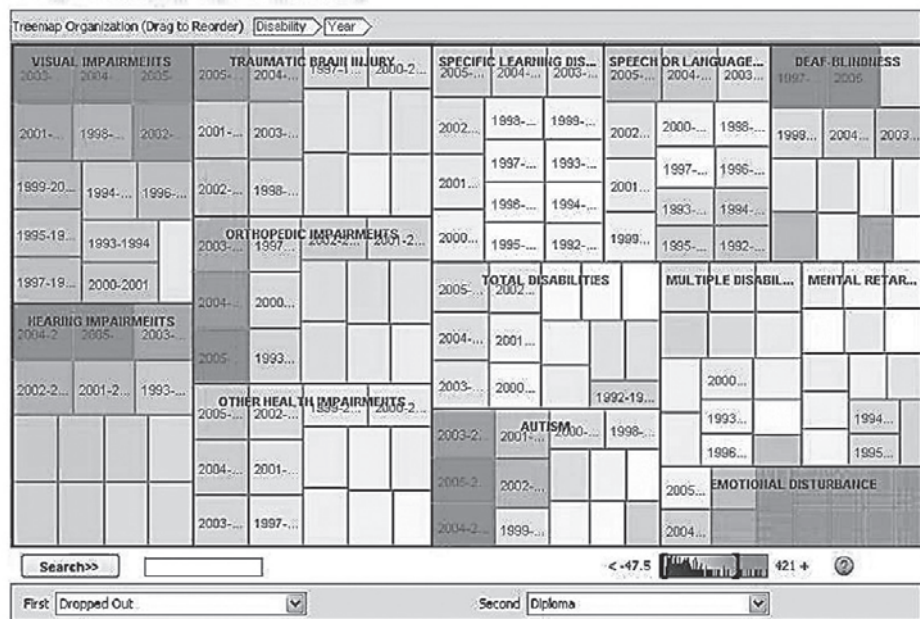 Treemap Organization (Drag to Reorder) Disability Year
VISUAL IMPAIRMENTS
2003- 2004- 2005-
2001-... 1998-... 2002-...
1999-20... 1994-... 1996-...
1995-19... 1993-1994
1997-19... 2000-2001
HEARING IMPAIRMENTS
2004-2 2005- 2003-...
2002-2... 2001-2... 1993-...
TRAUMATIC BRAIN INJURY
2005-... 2004-... 1997-1... 2000-2...
2001-... 2003-...
2002-... 1998-...
ORTHOPEDIC IMPAIRMENTS
2003-... 1997... 2002-2... 2001-2...
2004-... 2000...
2005- 1993...
OTHER HEALTH IMPAIRMENTS
2005-... 2002-... 1999-2... 2000-2...
2004-... 2001-...
2003-... 1997-...
SPECIFIC LEARNING DIS...
2005-... 2004-... 2003-...
2002... 1998-... 1999-...
1997-... 1993-...
2001...
1996-... 1994-...
2000... 1995-... 1992-...
SPEECH OR LANGUAGE...
2005-... 2004-... 2003
2002... 2000-... 1998-...
1997-... 1996-...
2001...
1993-... 1994-...
1999... 1995-... 1992-...
DEAF-BLINDNESS
1997- 2005
1998... 2004... 2003...
TOTAL DISABILITIES
2005-... 2002...
2004-... 2001...
2003-... 2000...
1992-19...
AUTISM
2003-2... 2001-... 2000-... 1998-...
2005-2... 2002-...
2004-2... 1999-...
MULTIPLE DISABIL...
2000...
1993...
1996...
MENTAL RETAR...
1994...
1995...
EMOTIONAL DISTURBANCE
2005...
2004...
Search>> < -47.5 421 + ?
First Dropped Out Second Diploma